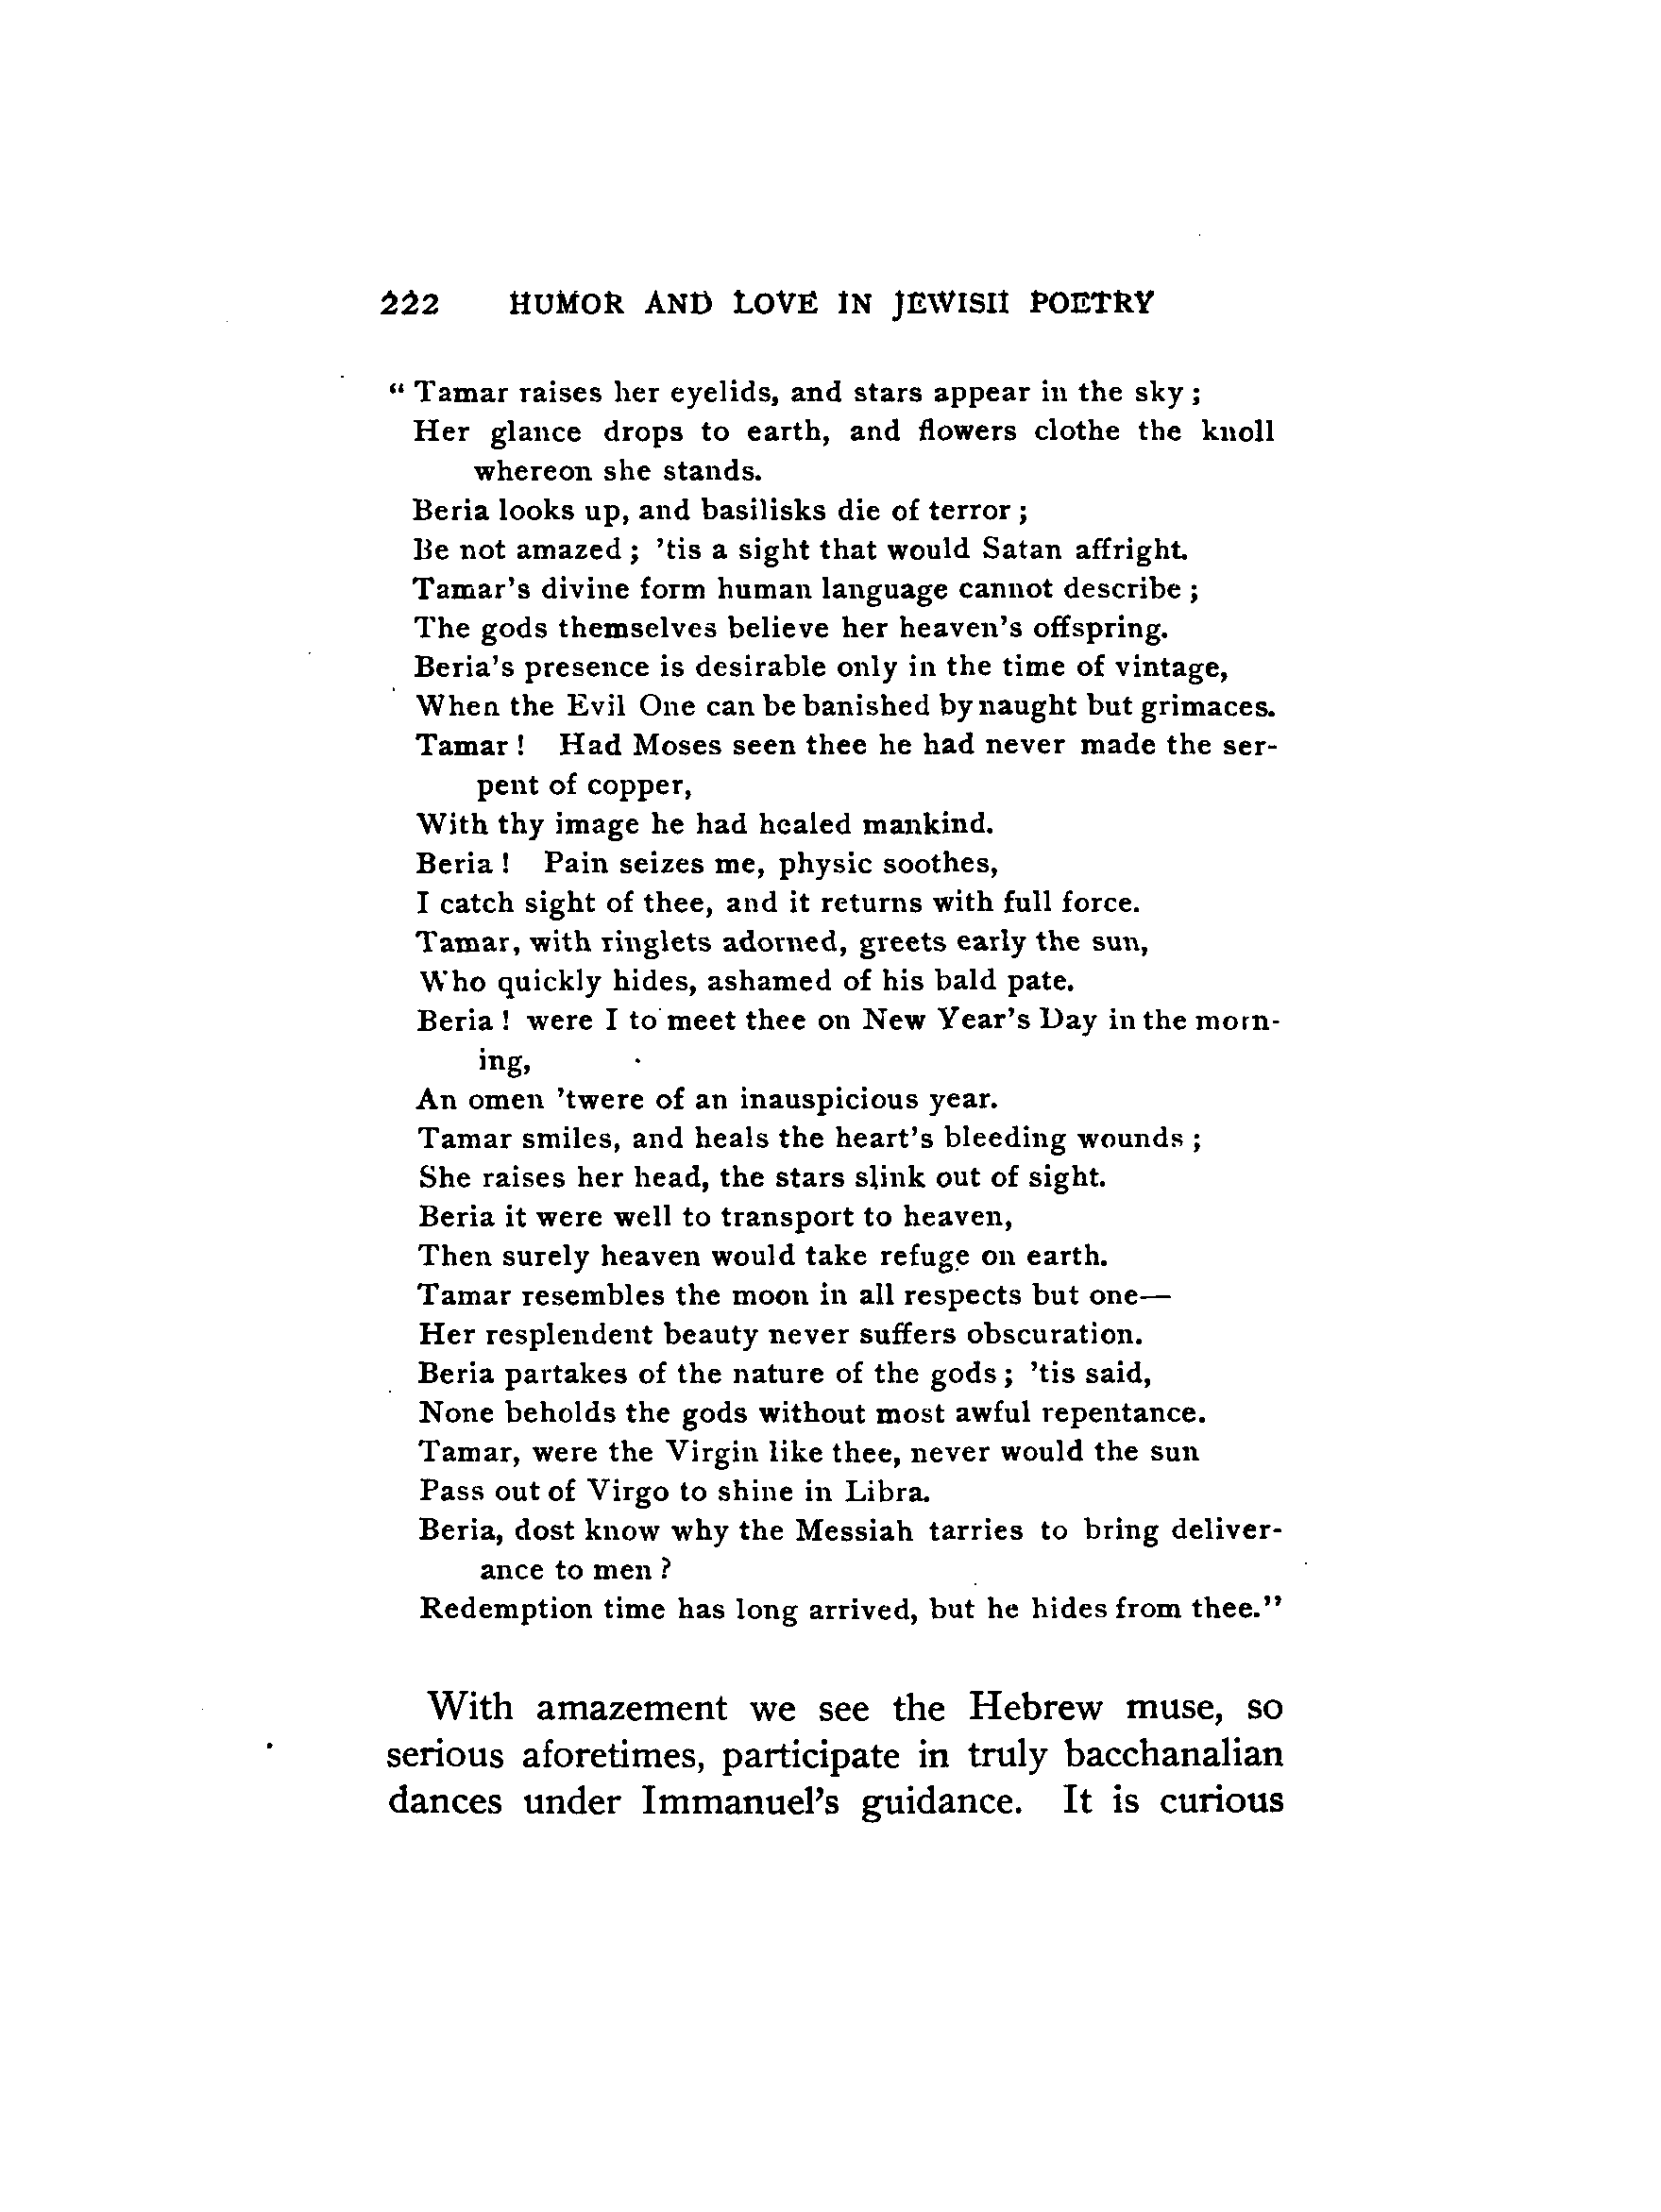 222 HUMOR AND LOVE IN JEWISH POETRY
“ Tamar raises her eyelids, and stars appear in the sky ;
Her glance drops to earth, and flowers clothe the knoll
whereon she stands.
Beria looks up, and basilisks die of terror ;
Be not amazed ; ’tis a sight that would Satan affright.
Tamar’s divine form human language cannot describe ;
The gods themselves believe her heaven’s offspring.
Beria’s presence is desirable only in the time of vintage,
When the Evil One can be banished by naught but grimaces.
Tamar ! Had Moses seen thee he had never made the ser-
pent of copper,
With thy image he had healed mankind.
Beria ! Pain seizes me, physic soothes,
I catch sight of thee, and it returns with full force.
Tamar, with ringlets adorned, greets early the sun,
Who quickly hides, ashamed of his bald pate.
Beria ! were I to meet thee on New Year’s Day in the morn-
ing,
An omen ’twere of an inauspicious year.
Tamar smiles, and heals the heart’s bleeding wounds ;
She raises her head, the stars slink out of sight.
Beria it were well to transport to heaven,
Then surely heaven would take refuge on earth.
Tamar resembles the moon in all respects but one—
Her resplendent beauty never suffers obscuration.
Beria partakes of the nature of the gods ; ’tis said,
None beholds the gods without most awful repentance.
Tamar, were the Virgin like thee, never would the sun
Pass out of Virgo to shine in Libra.
Beria, dost know why the Messiah tarries to bring deliver-
ance to men ?
Redemption time has long arrived, but he hides from thee.”
With amazement we see the Hebrew muse, so
serious aforetimes, participate in truly bacchanalian
dances under Immanuel’s guidance. It is curious